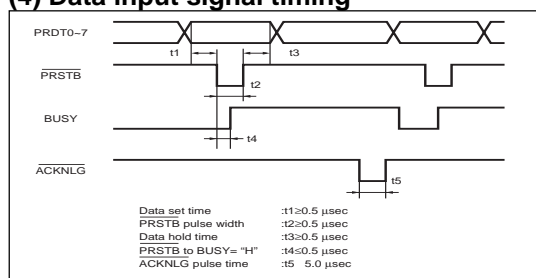 (4) Data input signal timing
PRDT0~7
t1
t3
PRSTB
t2
BUSY
t4
ACKNLG
t5
Data set time :t1≥0.5 µsec
PRSTB pulse width :t2≥0.5 µsec
Data hold time :t3≥0.5 µsec
PRSTB to BUSY= “H” :t4≤0.5 µsec
ACKNLG pulse time :t5 5.0 µsec